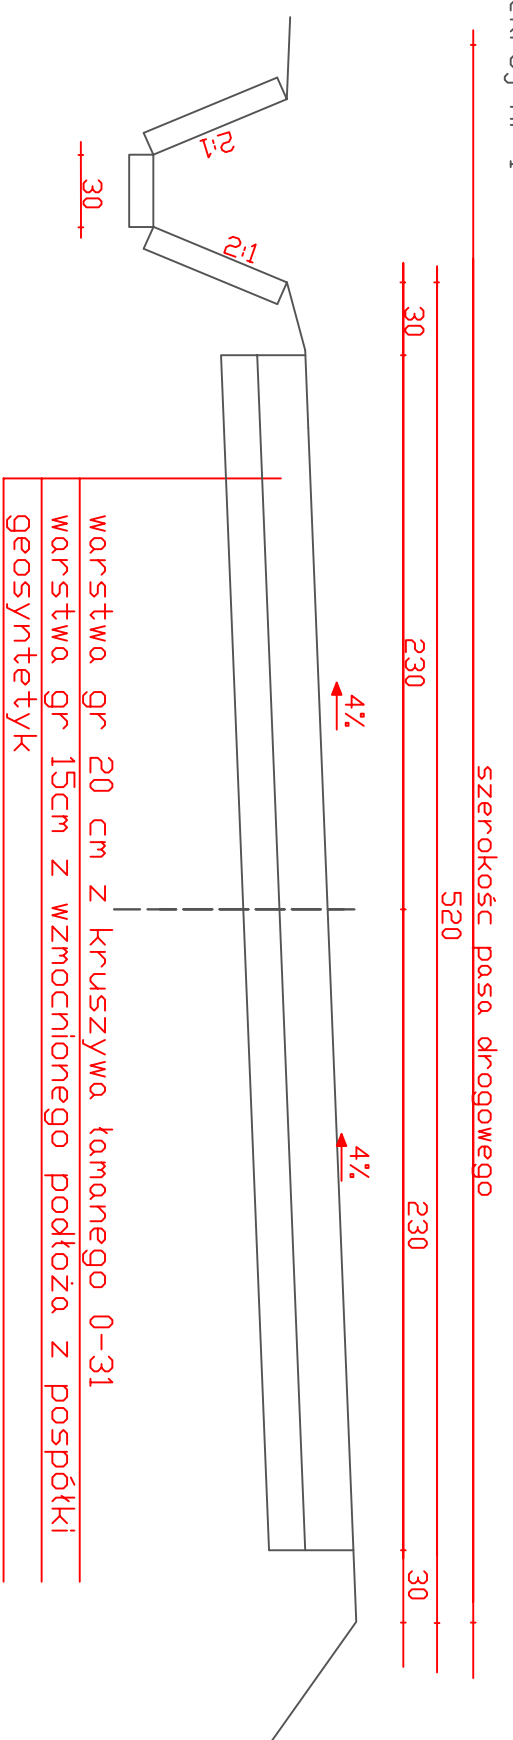 szerokośc pasa drogowego
520
30
230
230
30
4%
4%
2:1
2:1
30
warstwa gr 20 cm z kruszywa łamanego 0-31
warstwa gr 15cm z wzmocnionego podłoża z pospółki
geosyntetyk